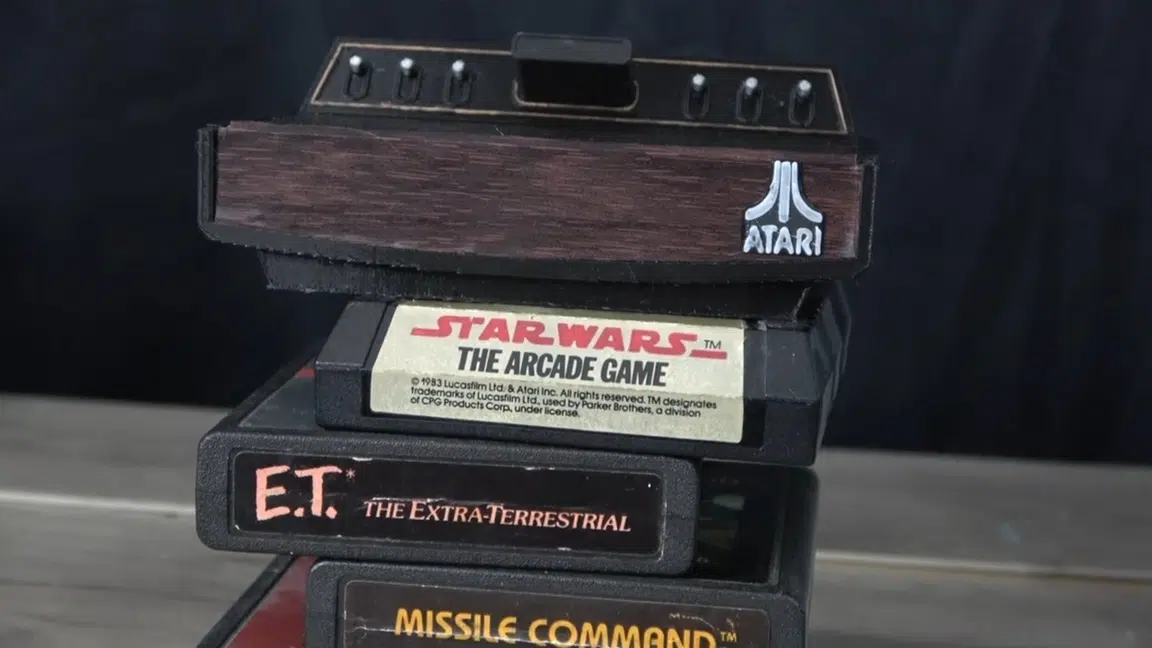 ATARI
STAR WARS™
THE ARCADE GAME
© 1983 Lucasfilm Ltd. & Atari Inc. All rights reserved. TM designates
trademarks of Lucasfilm Ltd., used by Parker Brothers, a division
of CPG Products Corp., under license.
E.T.* THE EXTRA-TERRESTRIAL
MISSILE COMMAND™